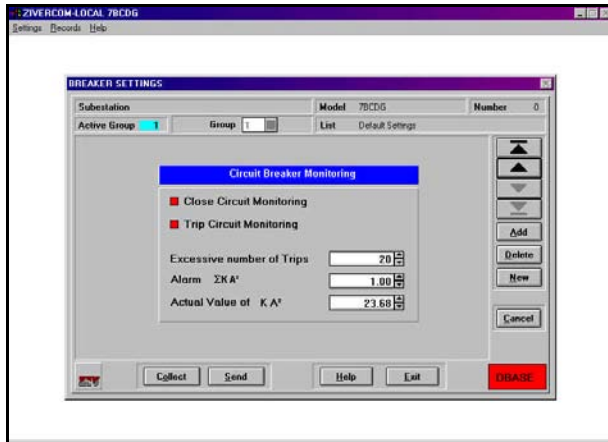 ZIVERCOM-LOCAL 7BCDG
Settings Records Help
BREAKER SETTINGS
Substation Model 7BCDG Number 0
Active Group 1 Group 1 List Default Settings
Circuit Breaker Monitoring
Close Circuit Monitoring
Trip Circuit Monitoring
Excessive number of Trips 20
Alarm ΣK A² 1.00
Actual Value of K A² 23.68
Add
Delete
New
Cancel
Collect Send Help Exit DBASE